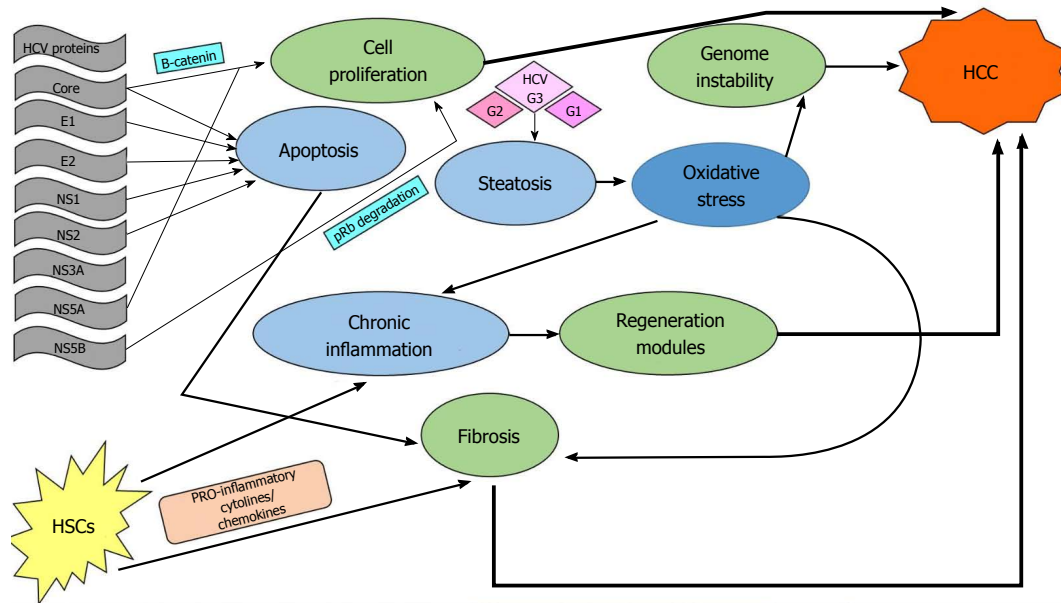 HCV proteins
Core
E1
E2
NS1
NS2
NS3A
NS5A
NS5B
B-catenin
Cell
proliferation
Apoptosis
pRb degradation
HCV
G3
G2
G1
Steatosis
Genome
instability
Oxidative
stress
HCC
Chronic
inflammation
Regeneration
modules
Fibrosis
HSCs
PRO-inflammatory
cytolines/
chemokines